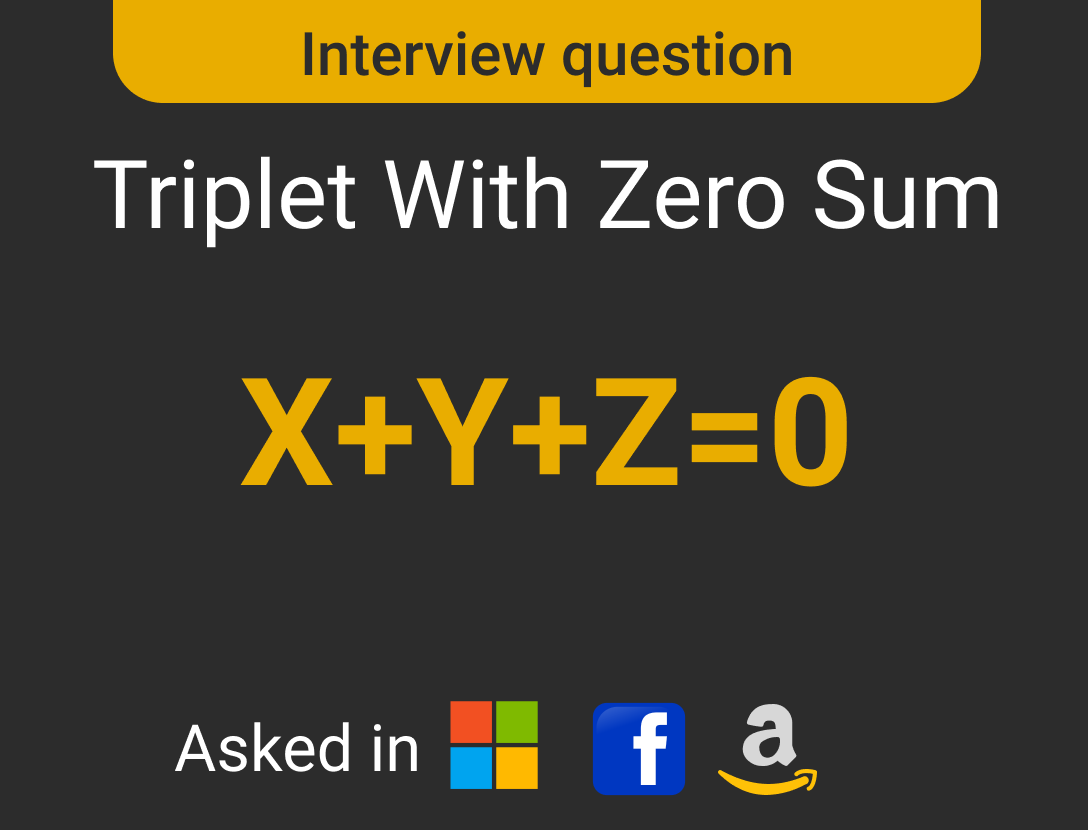 Interview question
Triplet With Zero Sum
X+Y+Z=0
Asked in f a